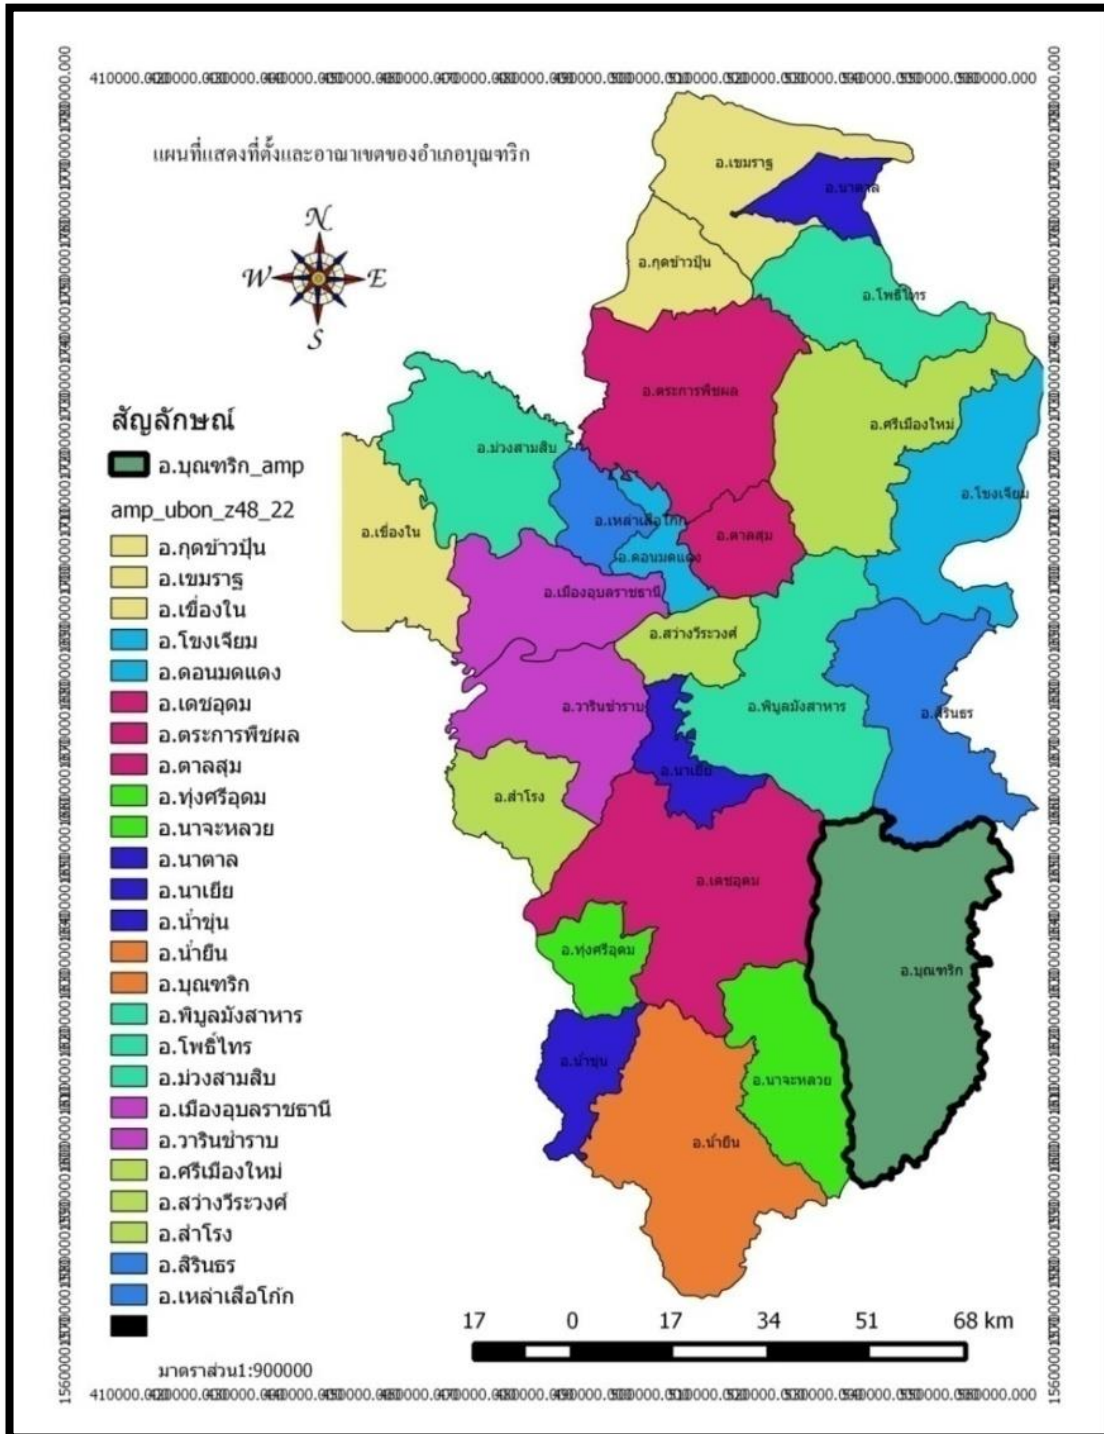 แผนที่แสดงที่ตั้งและอาณาเขตของอำเภอบุณฑริก
N
W E
S
อ.เขมราฐ
อ.นาตาล
อ.กุดข้าวปุ้น
อ.โพธิ์ไทร
อ.ตระการพืชผล
อ.ศรีเมืองใหม่
อ.ม่วงสามสิบ
อ.โขงเจียม
อ.เหล่าเสือโก้ก
อ.เขื่องใน
อ.ตาลสุม
อ.ดอนมดแดง
อ.เมืองอุบลราชธานี
อ.สว่างวีระวงศ์
อ.วารินชำราบ
อ.พิบูลมังสาหาร
อ.สิรินธร
อ.นาเยีย
อ.สำโรง
อ.เดชอุดม
อ.ทุ่งศรีอุดม
อ.บุณฑริก
อ.น้ำขุ่น
อ.นาจะหลวย
อ.น้ำยืน
สัญลักษณ์
อ.บุณฑริก_amp
amp_ubon_z48_22
อ.กุดข้าวปุ้น
อ.เขมราฐ
อ.เขื่องใน
อ.โขงเจียม
อ.ดอนมดแดง
อ.เดชอุดม
อ.ตระการพืชผล
อ.ตาลสุม
อ.ทุ่งศรีอุดม
อ.นาจะหลวย
อ.นาตาล
อ.นาเยีย
อ.น้ำขุ่น
อ.น้ำยืน
อ.บุณฑริก
อ.พิบูลมังสาหาร
อ.โพธิ์ไทร
อ.ม่วงสามสิบ
อ.เมืองอุบลราชธานี
อ.วารินชำราบ
อ.ศรีเมืองใหม่
อ.สว่างวีระวงศ์
อ.สำโรง
อ.สิรินธร
อ.เหล่าเสือโก้ก
มาตราส่วน1:900000
17 0 17 34 51 68 km